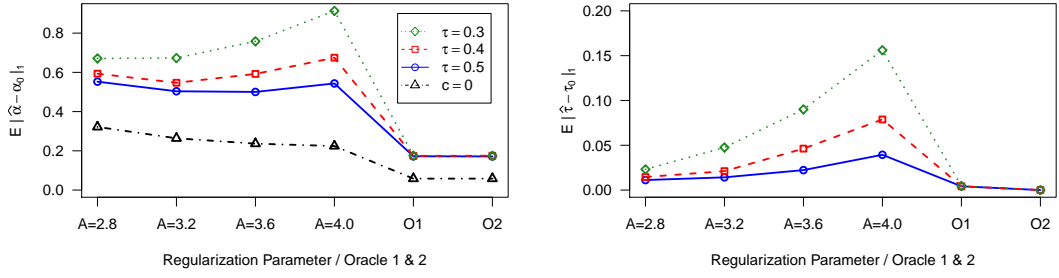 E | α̂ − α₀ |₁
0.8
0.6
0.4
0.2
0.0
τ = 0.3
τ = 0.4
τ = 0.5
c = 0
A=2.8 A=3.2 A=3.6 A=4.0 O1 O2
Regularization Parameter / Oracle 1 & 2
E | τ̂ − τ₀ |₁
0.20
0.15
0.10
0.05
0.00
A=2.8 A=3.2 A=3.6 A=4.0 O1 O2
Regularization Parameter / Oracle 1 & 2